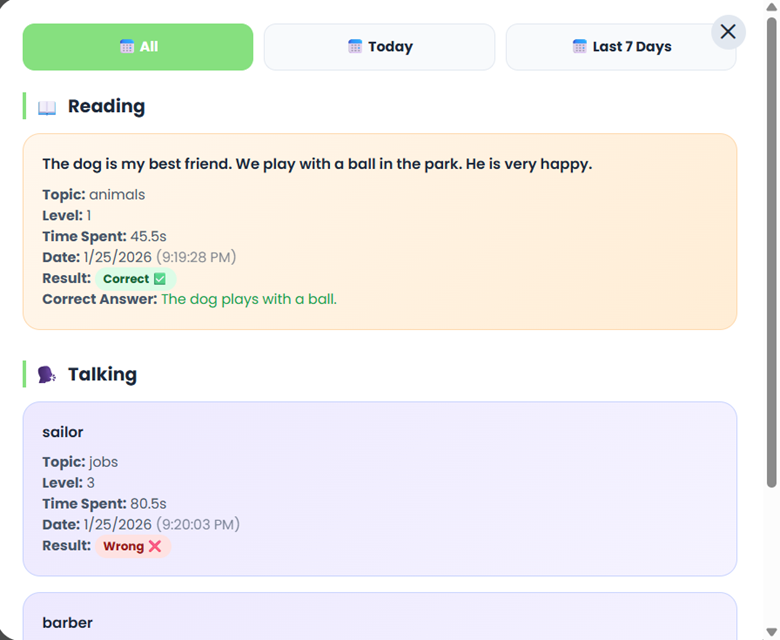 All
Today
Last 7 Days
Reading
The dog is my best friend. We play with a ball in the park. He is very happy.
Topic: animals
Level: 1
Time Spent: 45.5s
Date: 1/25/2026 (9:19:28 PM)
Result: Correct ✅
Correct Answer: The dog plays with a ball.
Talking
sailor
Topic: jobs
Level: 3
Time Spent: 80.5s
Date: 1/25/2026 (9:20:03 PM)
Result: Wrong ❌
barber